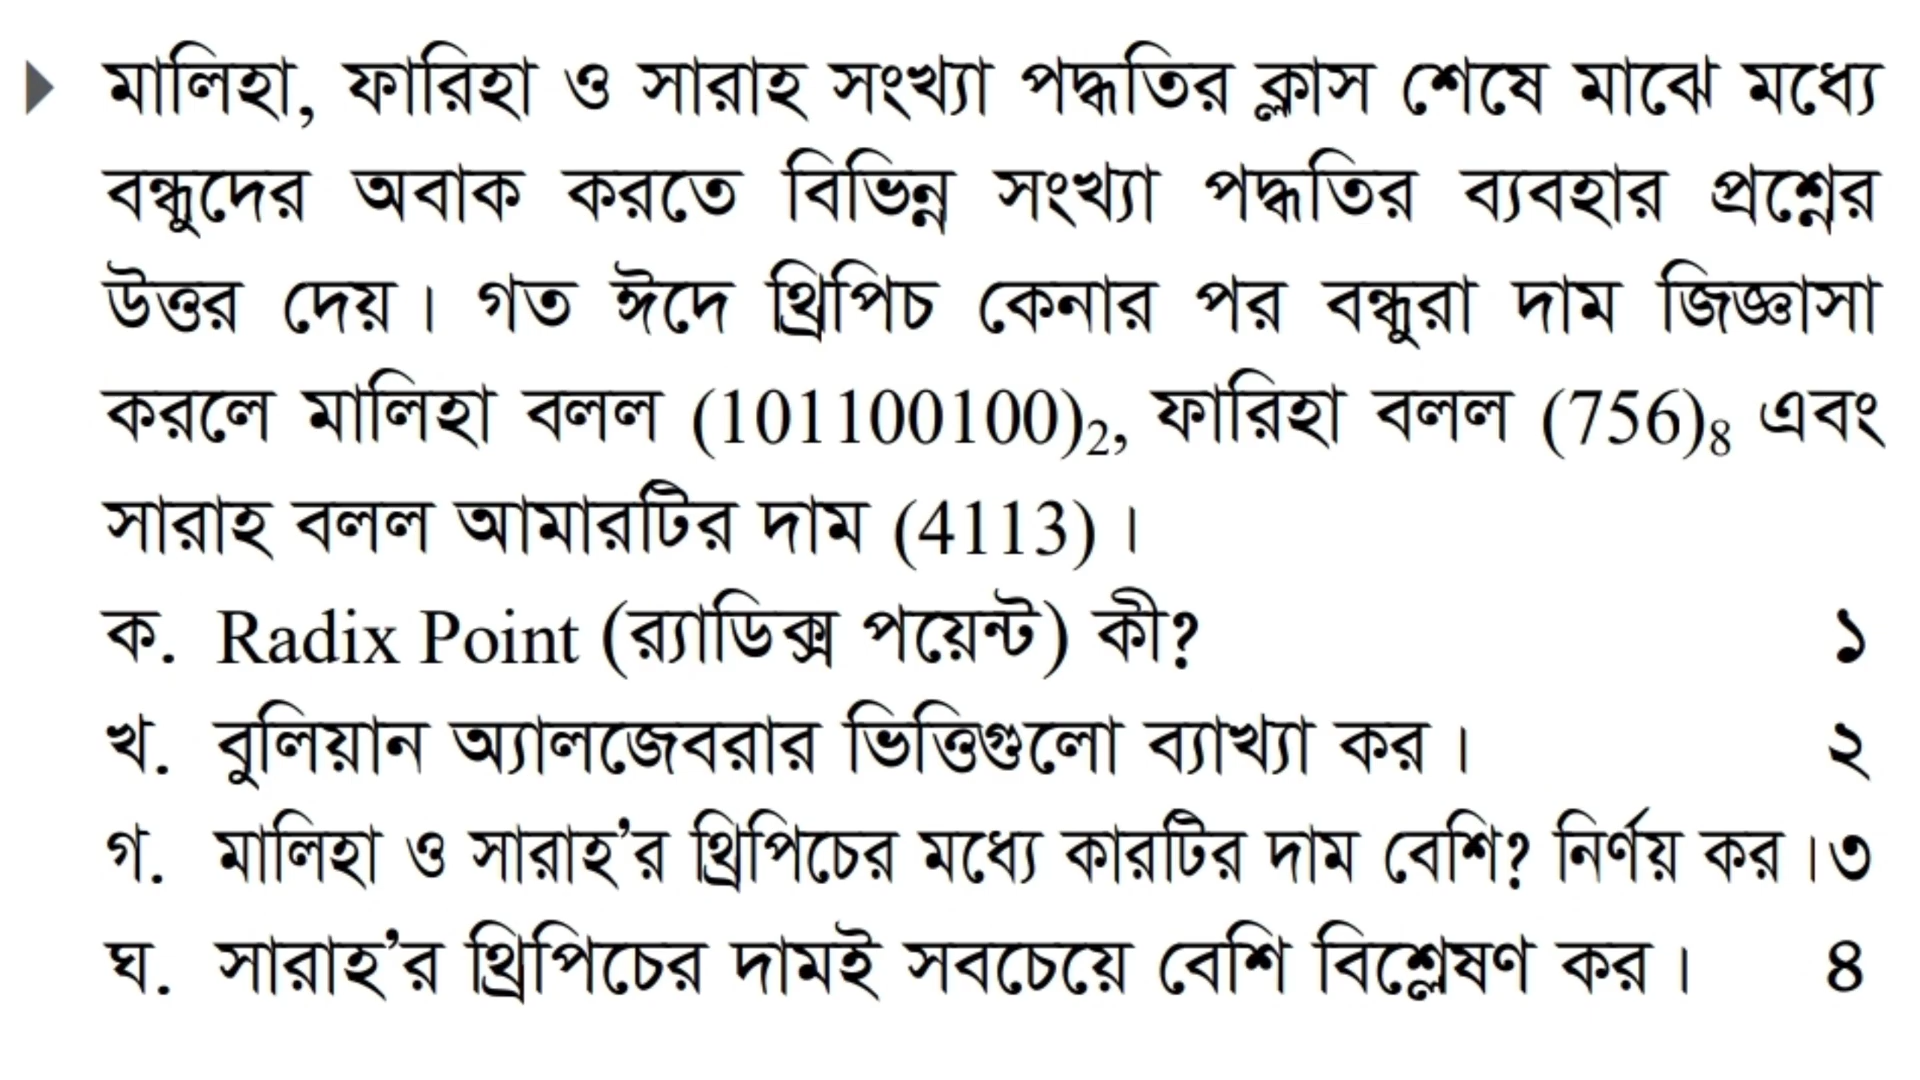 মালিহা, ফারিহা ও সারাহ সংখ্যা পদ্ধতির ক্লাস শেষে মাঝে মধ্যে
বন্ধুদের অবাক করতে বিভিন্ন সংখ্যা পদ্ধতির ব্যবহার প্রশ্নের
উত্তর দেয়। গত ঈদে থ্রিপিচ কেনার পর বন্ধুরা দাম জিজ্ঞাসা
করলে মালিহা বলল (101100100)₂, ফারিহা বলল (756)₈ এবং
সারাহ বলল আমারটির দাম (4113)।
ক. Radix Point (র‍্যাডিক্স পয়েন্ট) কী? ১
খ. বুলিয়ান অ্যালজেবরার ভিত্তিগুলো ব্যাখ্যা কর। ২
গ. মালিহা ও সারাহ’র থ্রিপিচের মধ্যে কারটির দাম বেশি? নির্ণয় কর।৩
ঘ. সারাহ’র থ্রিপিচের দামই সবচেয়ে বেশি বিশ্লেষণ কর। ৪